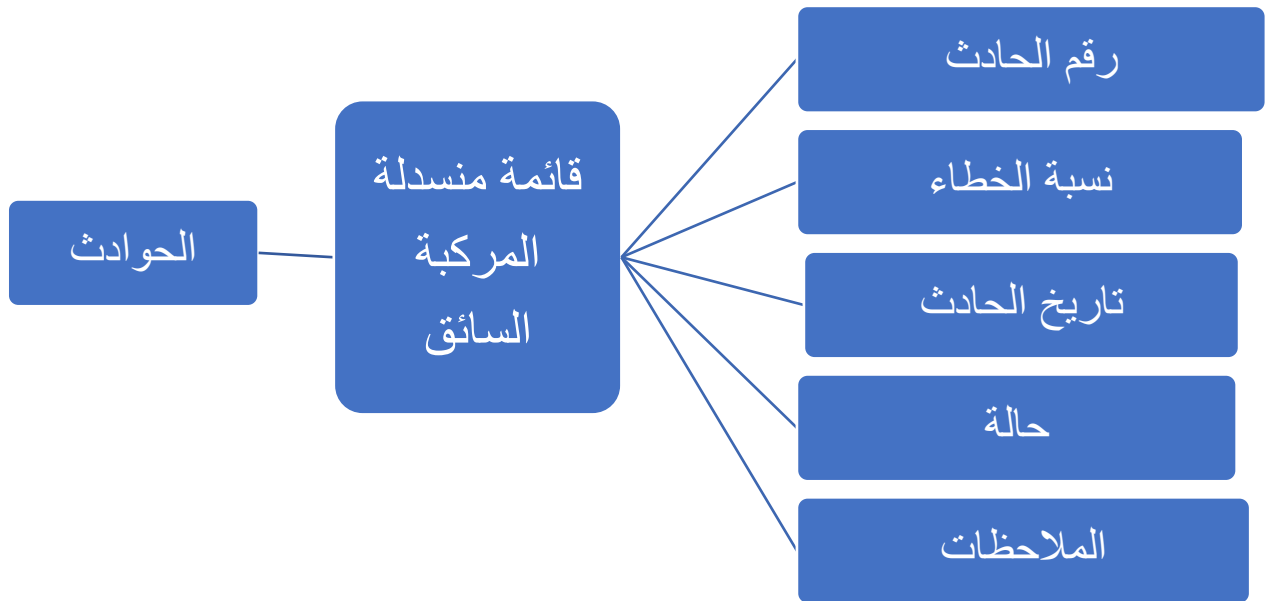 الحوادث
قائمة منسدلة
المركبة
السائق
رقم الحادث
نسبة الخطاء
تاريخ الحادث
حالة
الملاحظات